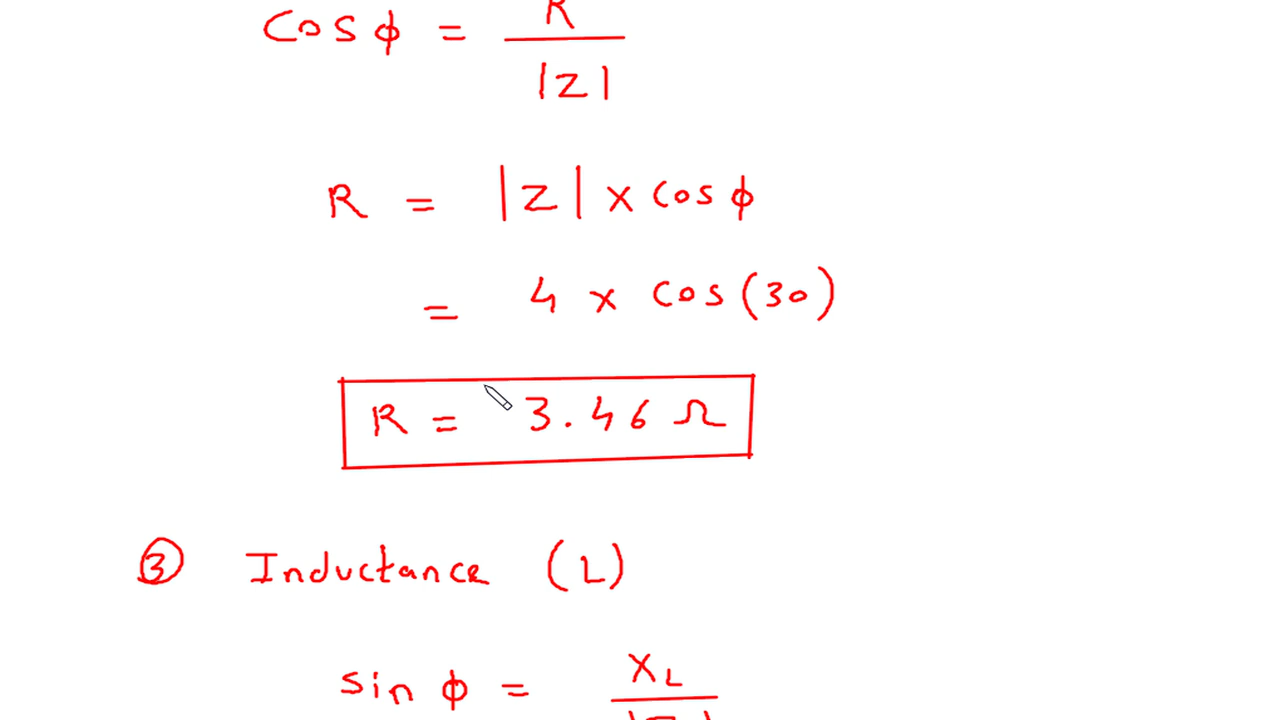 Cos ϕ = R
|Z|
R = |Z| x cos ϕ
= 4 x cos (30)
R = 3.46 Ω
③ Inductance (L)
sin ϕ = XL